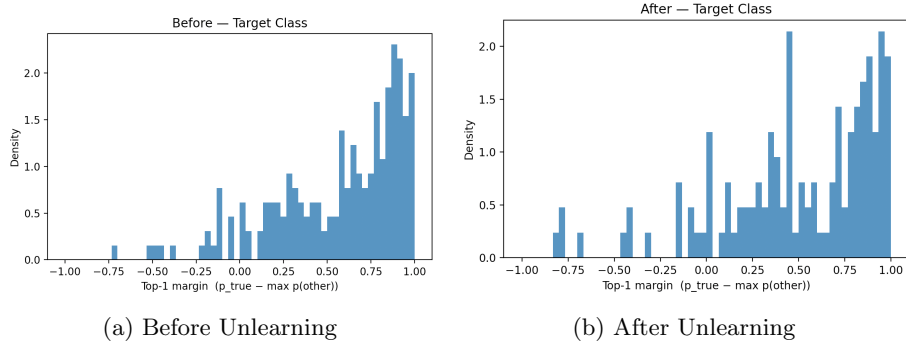 Before — Target Class
Density
2.0
1.5
1.0
0.5
0.0
−1.00 −0.75 −0.50 −0.25 0.00 0.25 0.50 0.75 1.00
Top-1 margin (p_true − max p(other))
(a) Before Unlearning
After — Target Class
Density
2.0
1.5
1.0
0.5
0.0
−1.00 −0.75 −0.50 −0.25 0.00 0.25 0.50 0.75 1.00
Top-1 margin (p_true − max p(other))
(b) After Unlearning